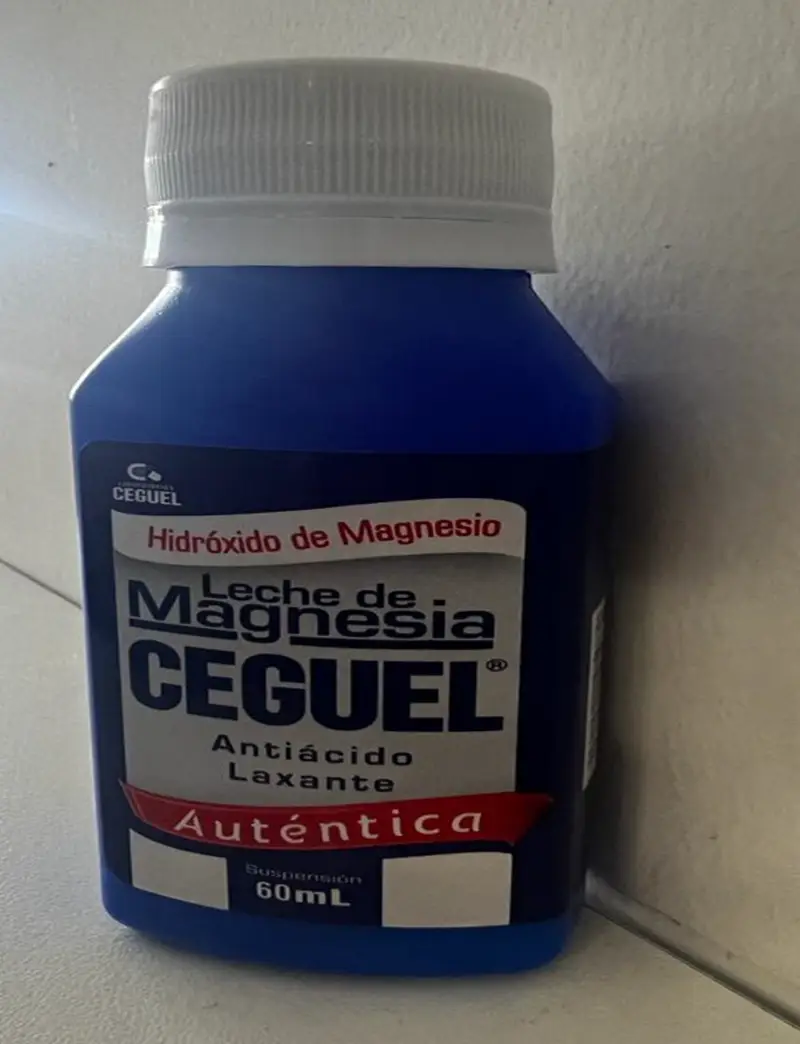 CEGUEL
Hidróxido de Magnesio
Leche de
Magnesia
CEGUEL®
Antiácido
Laxante
Auténtica
Suspensión
60mL